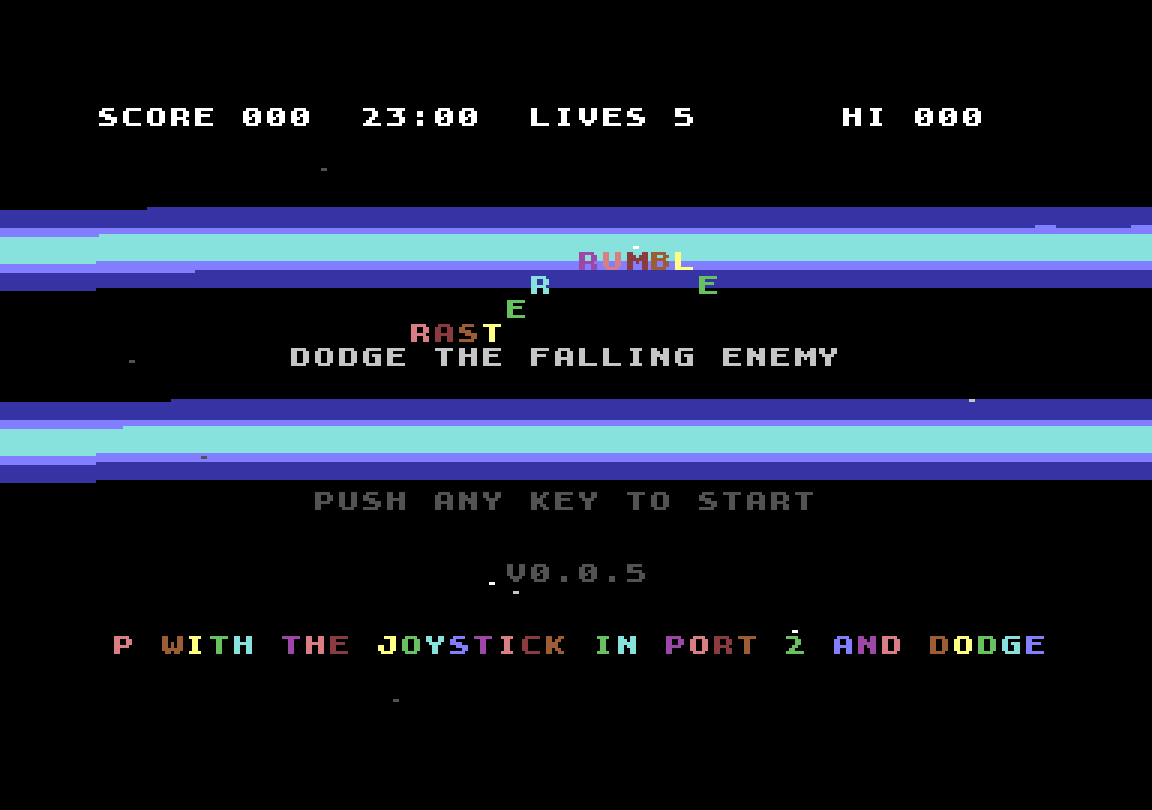 SCORE 000 23:00 LIVES 5 HI 000
RASTER RUMBLE
DODGE THE FALLING ENEMY
PUSH ANY KEY TO START
V0.0.5
P WITH THE JOYSTICK IN PORT 2 AND DODGE